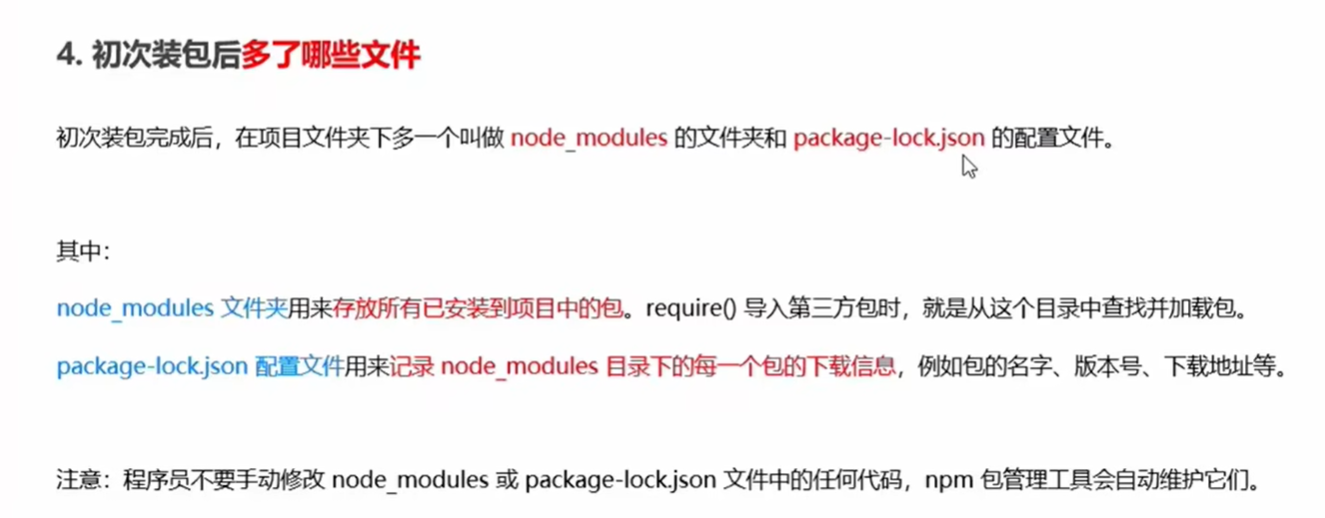 4. 初次装包后多了哪些文件
初次装包完成后，在项目文件夹下多一个叫做 node_modules 的文件夹和 package-lock.json 的配置文件。
其中：
node_modules 文件夹用来存放所有已安装到项目中的包。require() 导入第三方包时，就是从这个目录中查找并加载包。
package-lock.json 配置文件用来记录 node_modules 目录下的每一个包的下载信息，例如包的名字、版本号、下载地址等。
注意：程序员不要手动修改 node_modules 或 package-lock.json 文件中的任何代码，npm 包管理工具会自动维护它们。